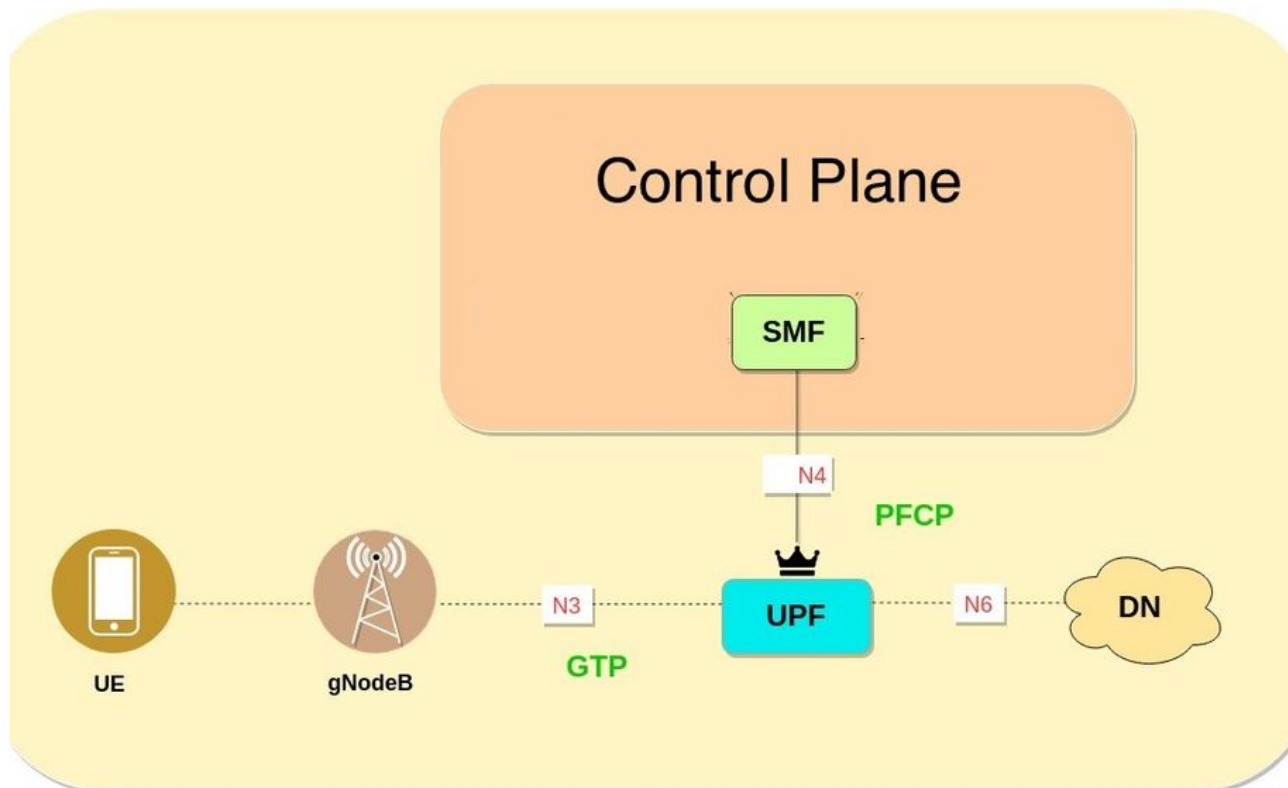 Control Plane
SMF
N4
PFCP
N3
UPF
N6
DN
GTP
UE
gNodeB